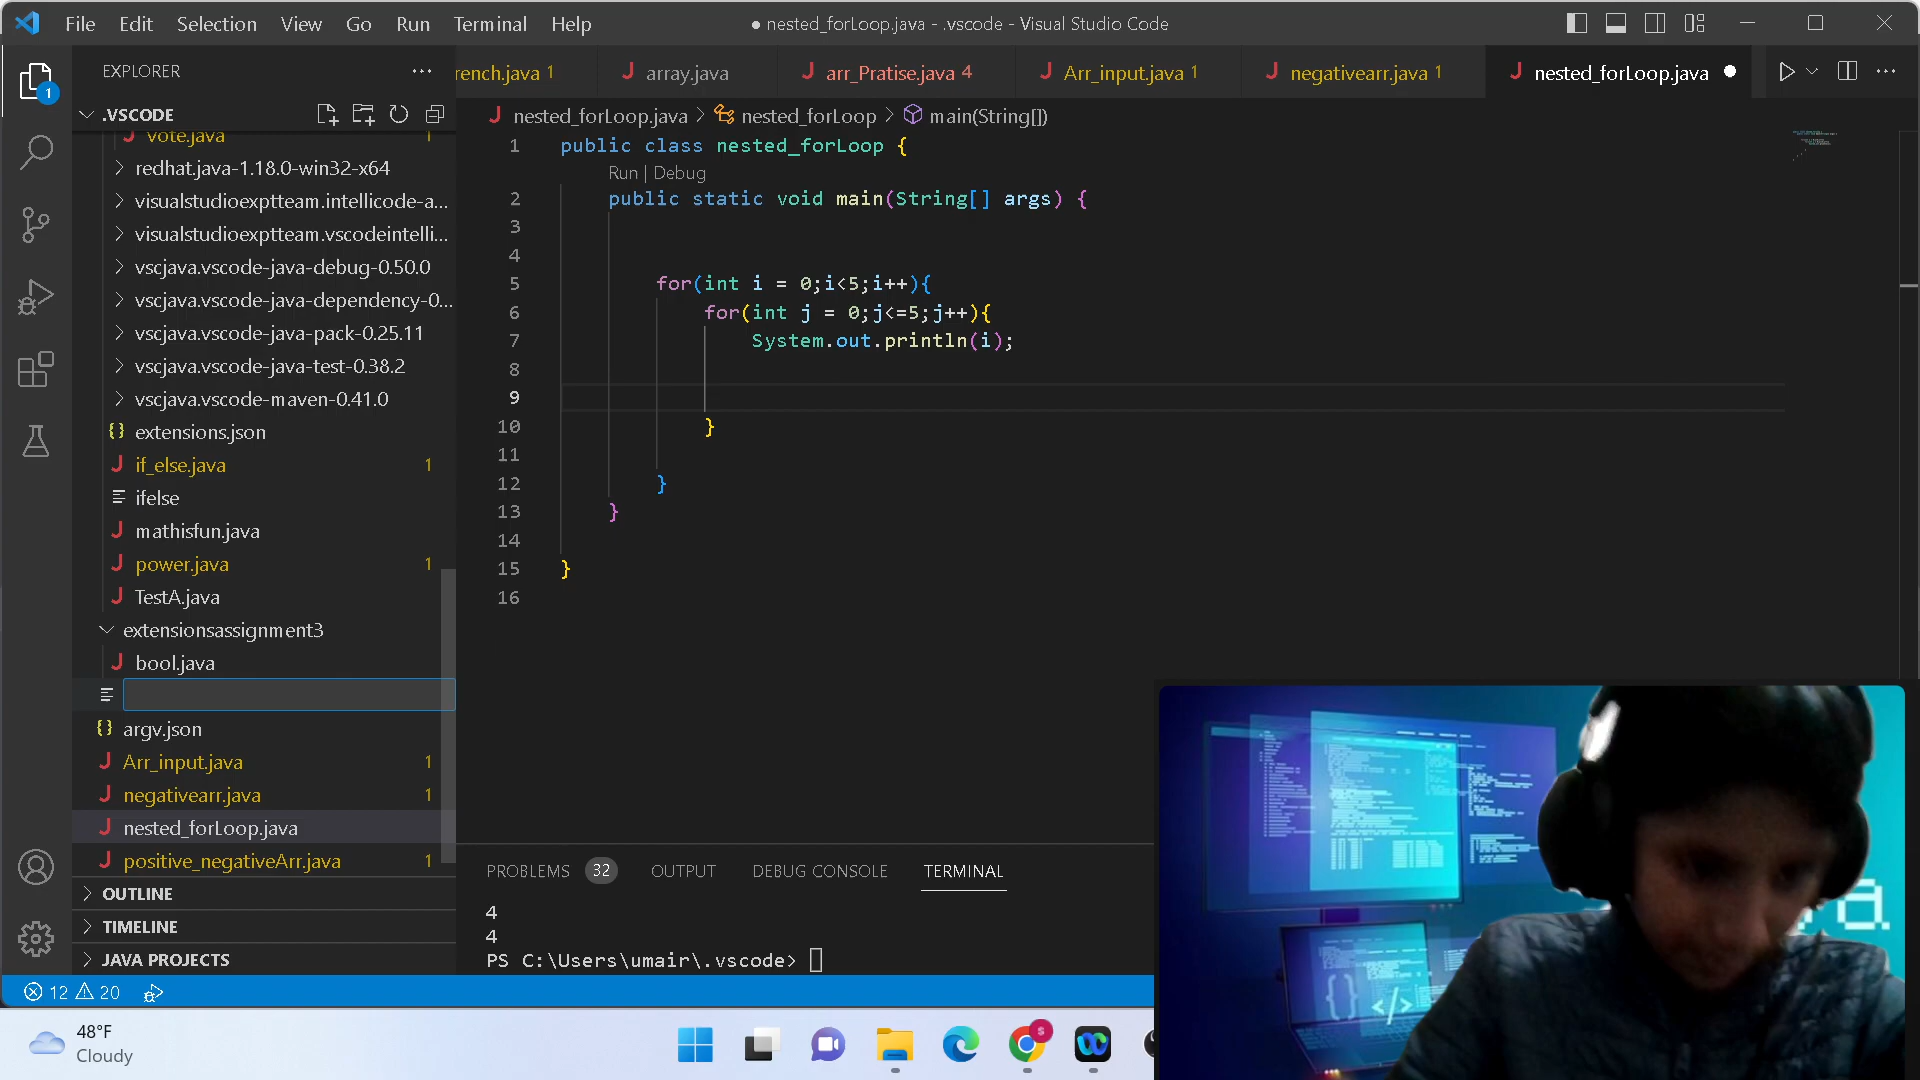 File Edit Selection View Go Run Terminal Help
● nested_forLoop.java - .vscode - Visual Studio Code
1
EXPLORER
.VSCODE
vote.java 1
redhat.java-1.18.0-win32-x64
visualstudioexptteam.intellicode-a...
visualstudioexptteam.vscodeintelli...
vscjava.vscode-java-debug-0.50.0
vscjava.vscode-java-dependency-0...
vscjava.vscode-java-pack-0.25.11
vscjava.vscode-java-test-0.38.2
vscjava.vscode-maven-0.41.0
{} extensions.json
J if_else.java 1
ifelse
J mathisfun.java
J power.java 1
J TestA.java
extensionsassignment3
J bool.java
{} argv.json
J Arr_input.java 1
J negativearr.java 1
J nested_forLoop.java
J positive_negativeArr.java 1
OUTLINE
TIMELINE
JAVA PROJECTS
rench.java 1 J array.java J arr_Pratise.java 4 J Arr_input.java 1 J negativearr.java 1 J nested_forLoop.java ●
J nested_forLoop.java > nested_forLoop > main(String[])
1 public class nested_forLoop {
Run | Debug
2 public static void main(String[] args) {
3
4
5 for(int i = 0;i<5;i++){
6 for(int j = 0;j<=5;j++){
7 System.out.println(i);
8
9
10 }
11
12 }
13 }
14
15 }
16
PROBLEMS 32 OUTPUT DEBUG CONSOLE TERMINAL
4
4
PS C:\Users\umair\.vscode>
12 20
48°F
Cloudy
S
{} </>
a.